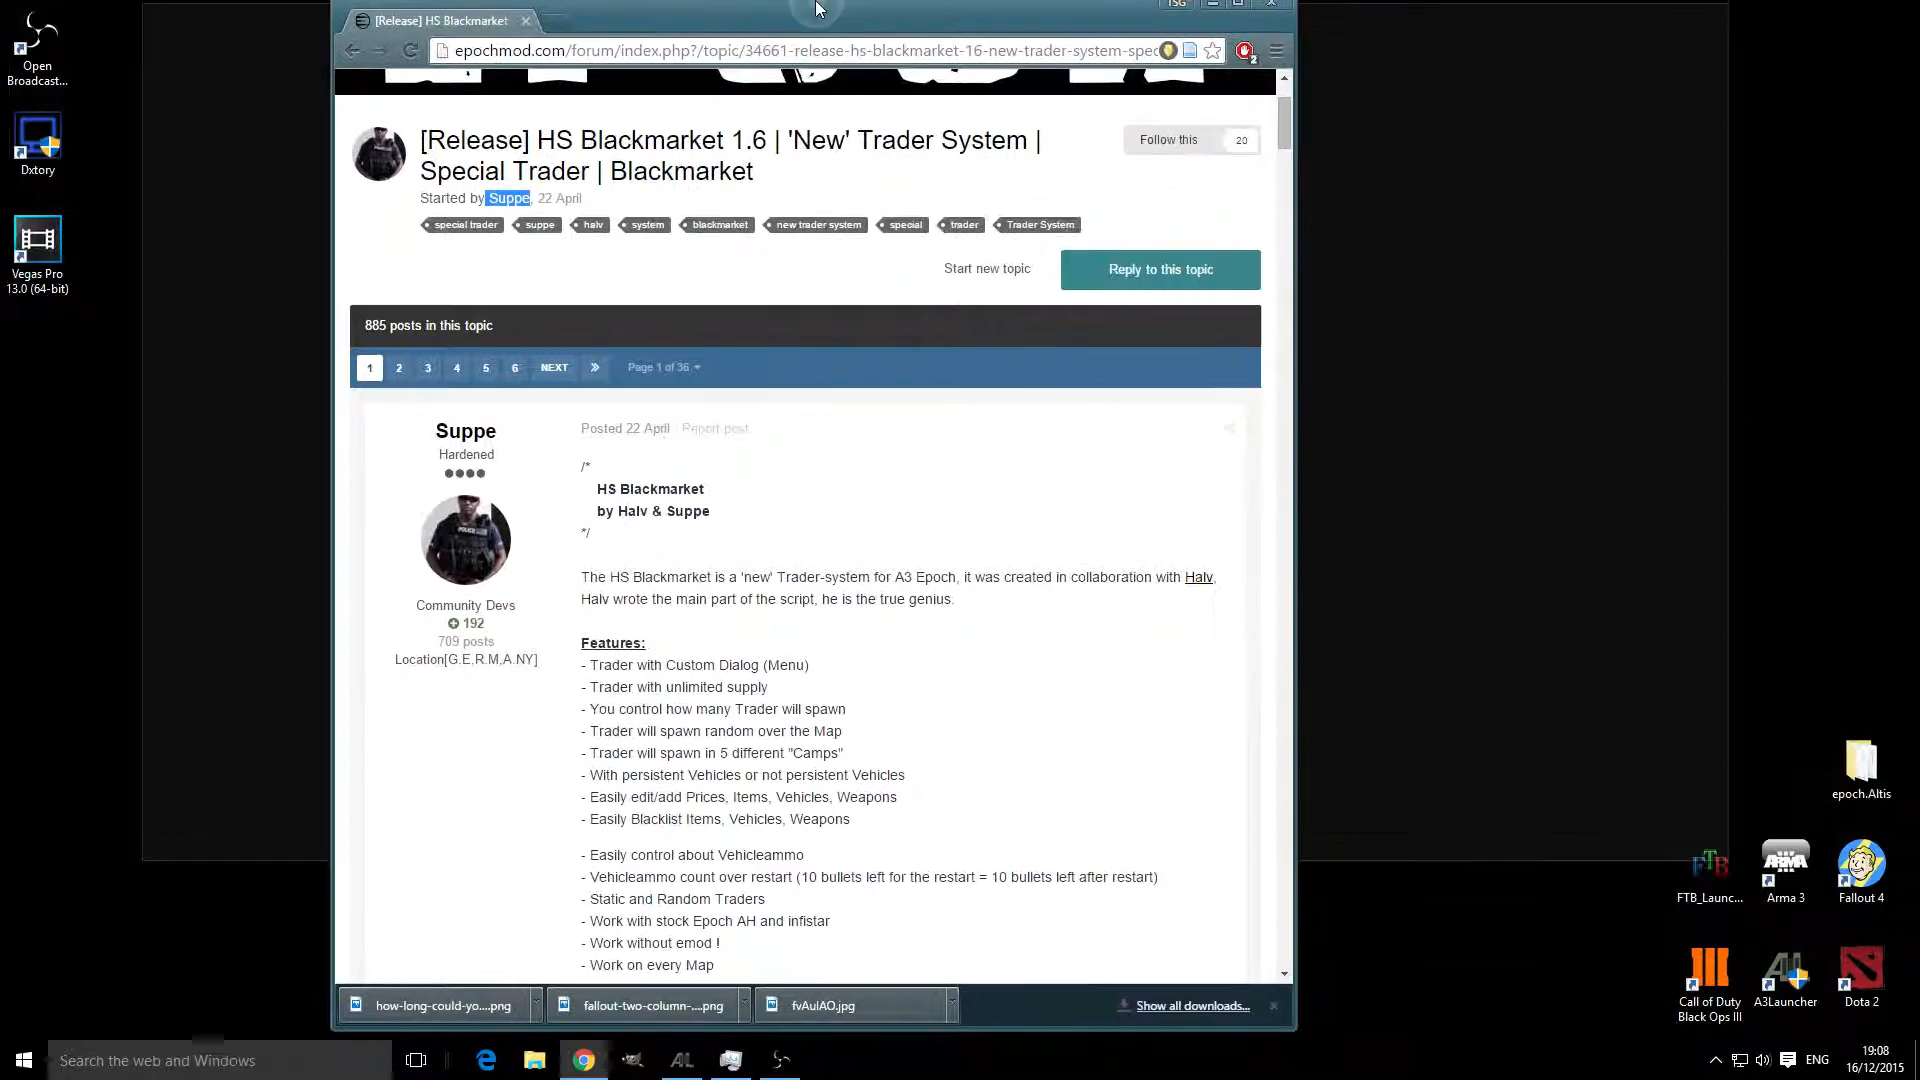 [Release] HS Blackmarket
TSG
epochmod.com/forum/index.php?/topic/34661-release-hs-blackmarket-16-new-trader-system-spec
2
Open
Broadcast...
Dxtory
Vegas Pro
13.0 (64-bit)
[Release] HS Blackmarket 1.6 | 'New' Trader System |
Special Trader | Blackmarket
Started by Suppe, 22 April
Follow this 20
special trader suppe halv system blackmarket new trader system special trader Trader System
Start new topic Reply to this topic
885 posts in this topic
1 2 3 4 5 6 NEXT » Page 1 of 36
Suppe
Hardened
Community Devs
192
709 posts
Location[G.E,R.M,A.NY]
Posted 22 April · Report post
/*
HS Blackmarket
by Halv & Suppe
*/
The HS Blackmarket is a 'new' Trader-system for A3 Epoch, it was created in collaboration with Halv,
Halv wrote the main part of the script, he is the true genius.
Features:
- Trader with Custom Dialog (Menu)
- Trader with unlimited supply
- You control how many Trader will spawn
- Trader will spawn random over the Map
- Trader will spawn in 5 different "Camps"
- With persistent Vehicles or not persistent Vehicles
- Easily edit/add Prices, Items, Vehicles, Weapons
- Easily Blacklist Items, Vehicles, Weapons
- Easily control about Vehicleammo
- Vehicleammo count over restart (10 bullets left for the restart = 10 bullets left after restart)
- Static and Random Traders
- Work with stock Epoch AH and infistar
- Work without emod !
- Work on every Map
how-long-could-yo....png fallout-two-column-....png fvAulAO.jpg Show all downloads...
epoch.Altis
FTB
FTB_Launc...
ARMA
Arma 3
Fallout 4
Call of Duty
Black Ops III
A3Launcher
Dota 2
Search the web and Windows
ENG
19:08
16/12/2015